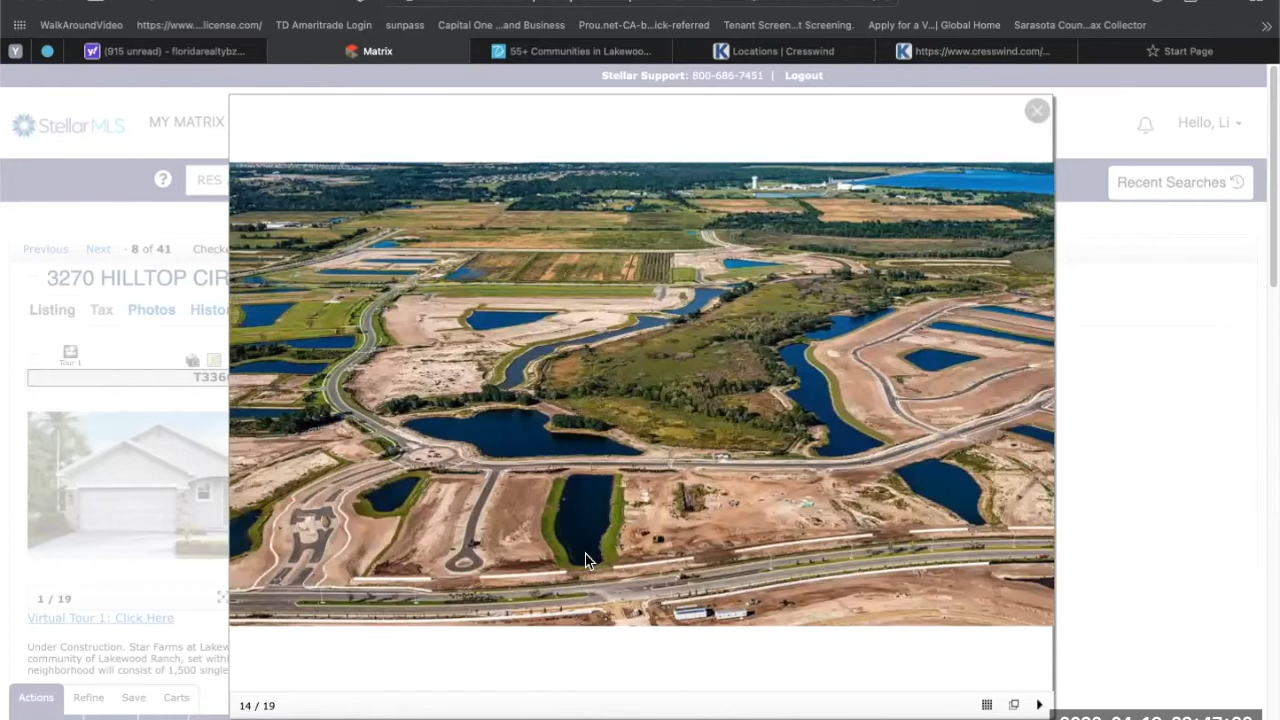 WalkAroundVideo https://www....license.com/ TD Ameritrade Login sunpass Capital One ...and Business Prou.net-CA-b...ick-referred Tenant Screen...t Screening. Apply for a V...| Global Home Sarasota Coun...ax Collector
Y (915 unread) - floridarealtybz... Matrix 55+ Communities in Lakewoo... Locations | Cresswind https://www.cresswind.com/... Start Page
Stellar Support: 800-686-7451 | Logout
StellarMLS MY MATRIX Hello, Li
? RES Recent Searches
Previous Next · 8 of 41 Checke
3270 HILLTOP CIR
Listing Tax Photos Histo
Tour 1
T336
1 / 19
Virtual Tour 1: Click Here
Under Construction. Star Farms at Lakew
community of Lakewood Ranch, set with
neighborhood will consist of 1,500 single
Actions Refine Save Carts
14 / 19